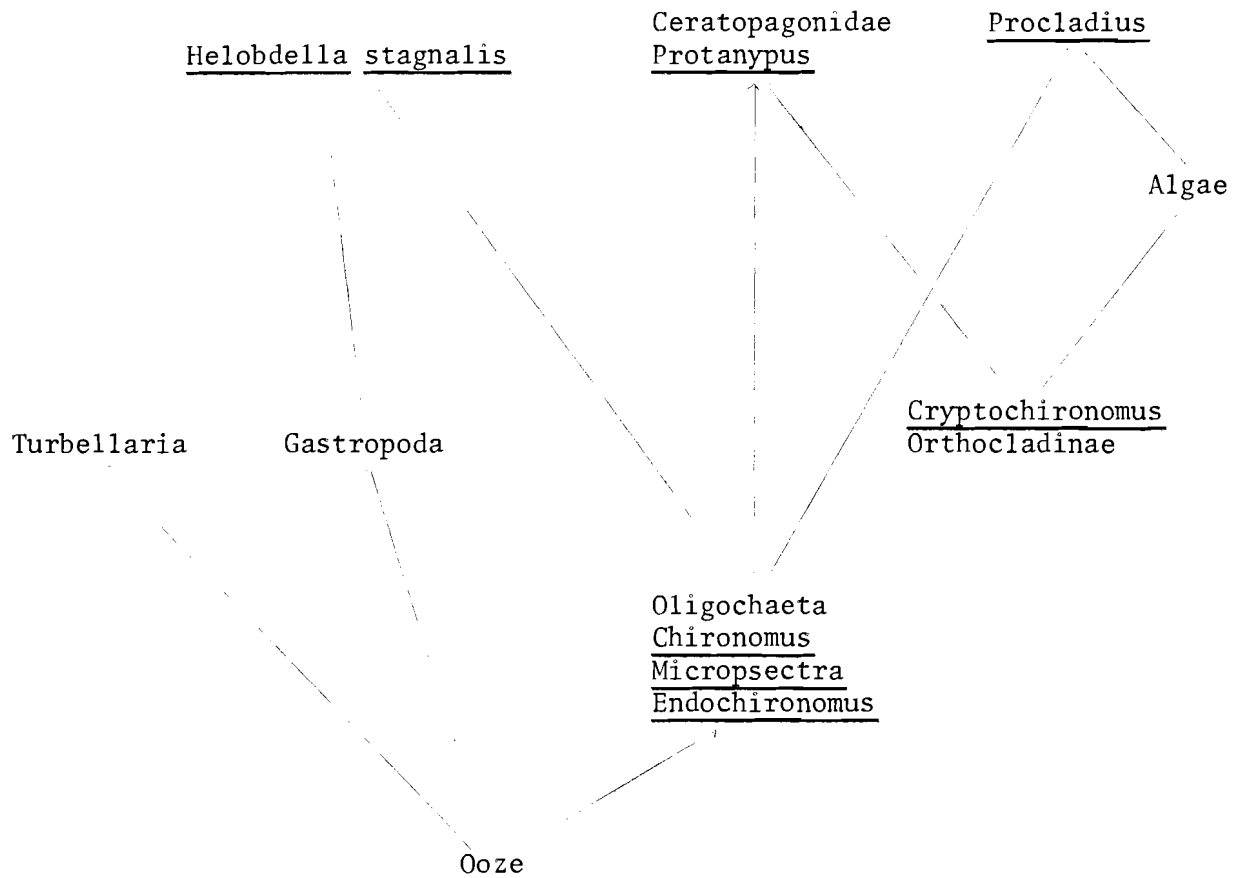 Helobdella stagnalis
Ceratopagonidae
Protanypus
Procladius
Algae
Turbellaria
Gastropoda
Cryptochironomus
Orthocladinae
Oligochaeta
Chironomus
Micropsectra
Endochironomus
Ooze